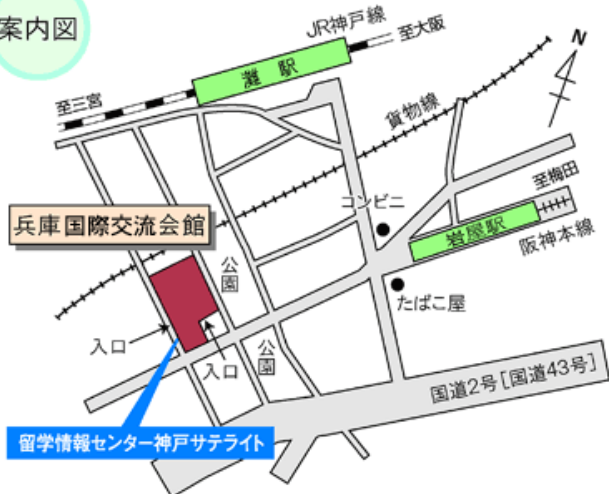 案内図
JR神戸線
至大阪
灘駅
至三宮
N
貨物線
コンビニ
至梅田
兵庫国際交流会館
岩屋駅
阪神本線
公園
たばこ屋
入口
入口
公園
国道2号[国道43号]
留学情報センター神戸サテライト